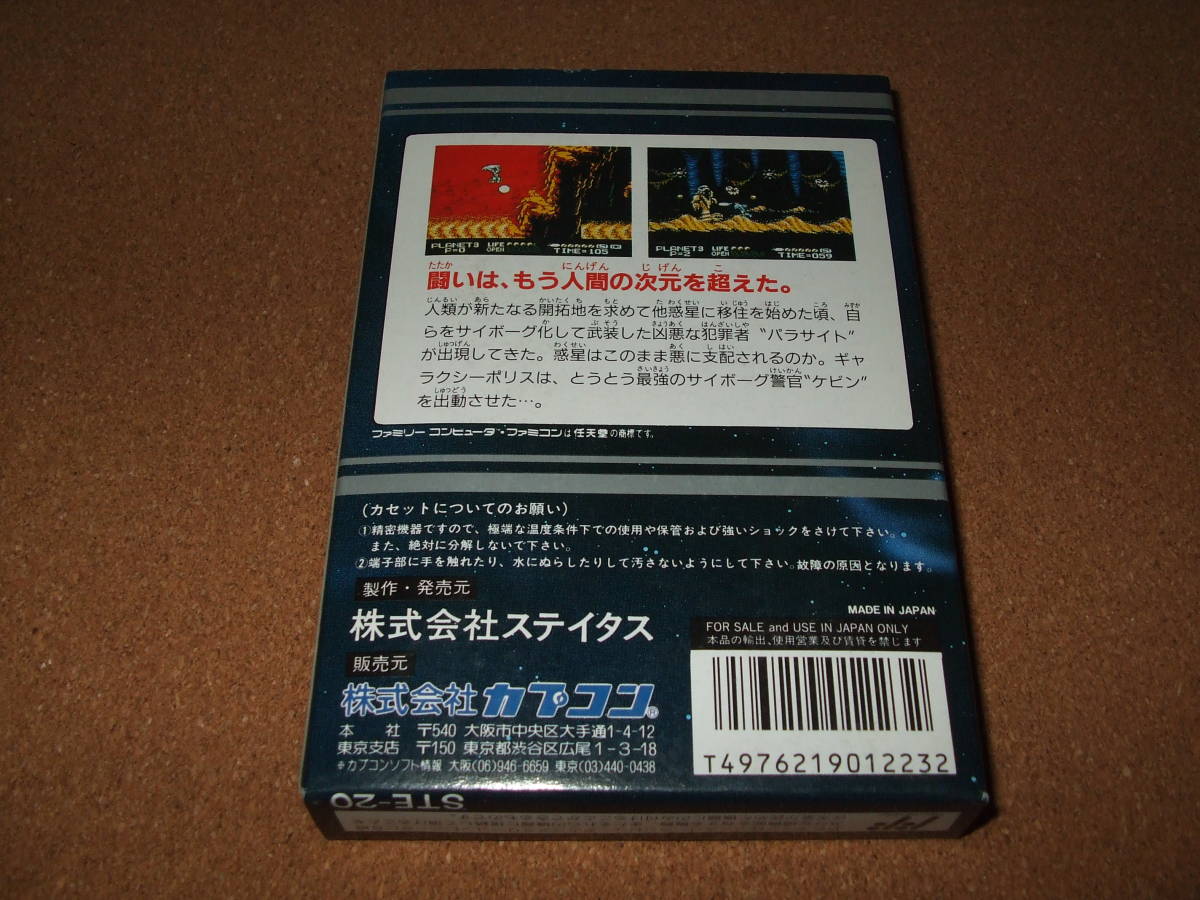 PLANET3 LIFE
P=0 OPEN TIME=105
PLANET3 LIFE
P=2 OPEN TIME=059
闘いは、もう人間の次元を超えた。
人類が新たなる開拓地を求めて他惑星に移住を始めた頃、自
らをサイボーグ化して武装した凶悪な犯罪者“パラサイト”
が出現してきた。惑星はこのまま悪に支配されるのか。ギャ
ラクシーポリスは、とうとう最強のサイボーグ警官“ケビン”
を出動させた…。
ファミリーコンピュータ・ファミコンは任天堂の商標です。
(カセットについてのお願い)
①精密機器ですので、極端な温度条件下での使用や保管および強いショックをさけて下さい。
また、絶対に分解しないで下さい。
②端子部に手を触れたり、水にぬらしたりして汚さないようにして下さい。故障の原因となります。
製作・発売元
株式会社ステイタス
販売元
株式会社カプコン®
本社 〒540 大阪市中央区大手通1-4-12
東京支店 〒150 東京都渋谷区広尾1-3-18
※カプコンソフト情報 大阪(06)946-6659 東京(03)440-0438
MADE IN JAPAN
FOR SALE and USE IN JAPAN ONLY
本品の輸出、使用営業及び賃貸を禁じます
T4976219012232
STE-20